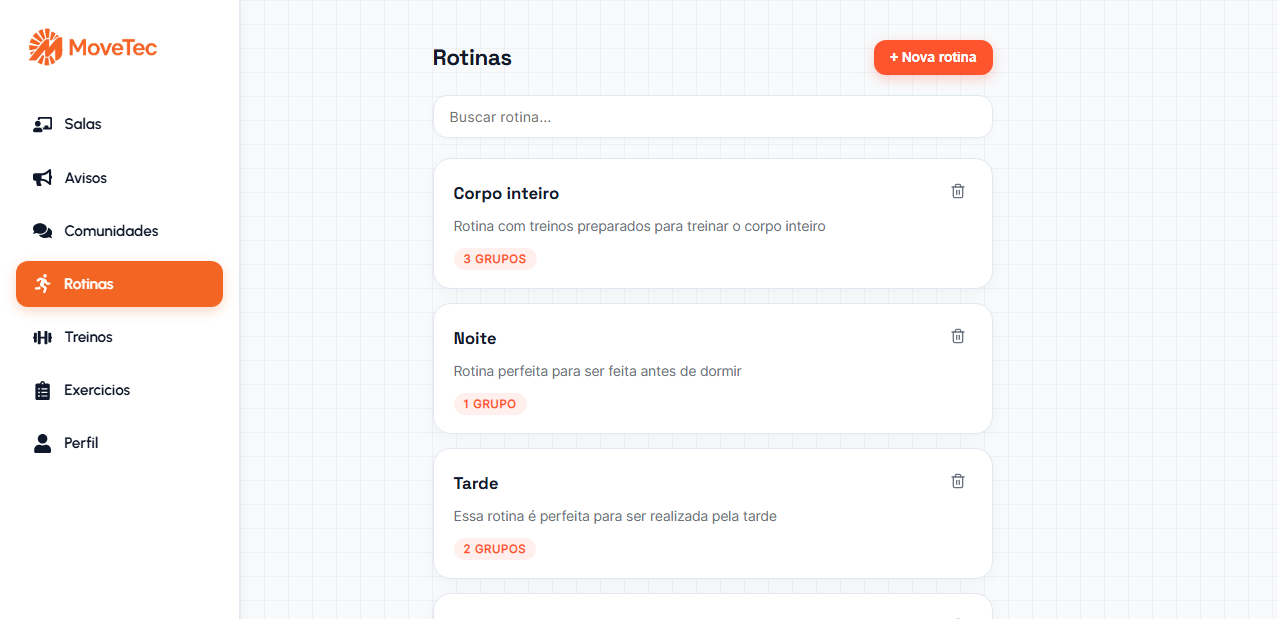 MoveTec
Salas
Avisos
Comunidades
Rotinas
Treinos
Exercicios
Perfil
Rotinas
+ Nova rotina
Buscar rotina...
Corpo inteiro
Rotina com treinos preparados para treinar o corpo inteiro
3 GRUPOS
Noite
Rotina perfeita para ser feita antes de dormir
1 GRUPO
Tarde
Essa rotina é perfeita para ser realizada pela tarde
2 GRUPOS